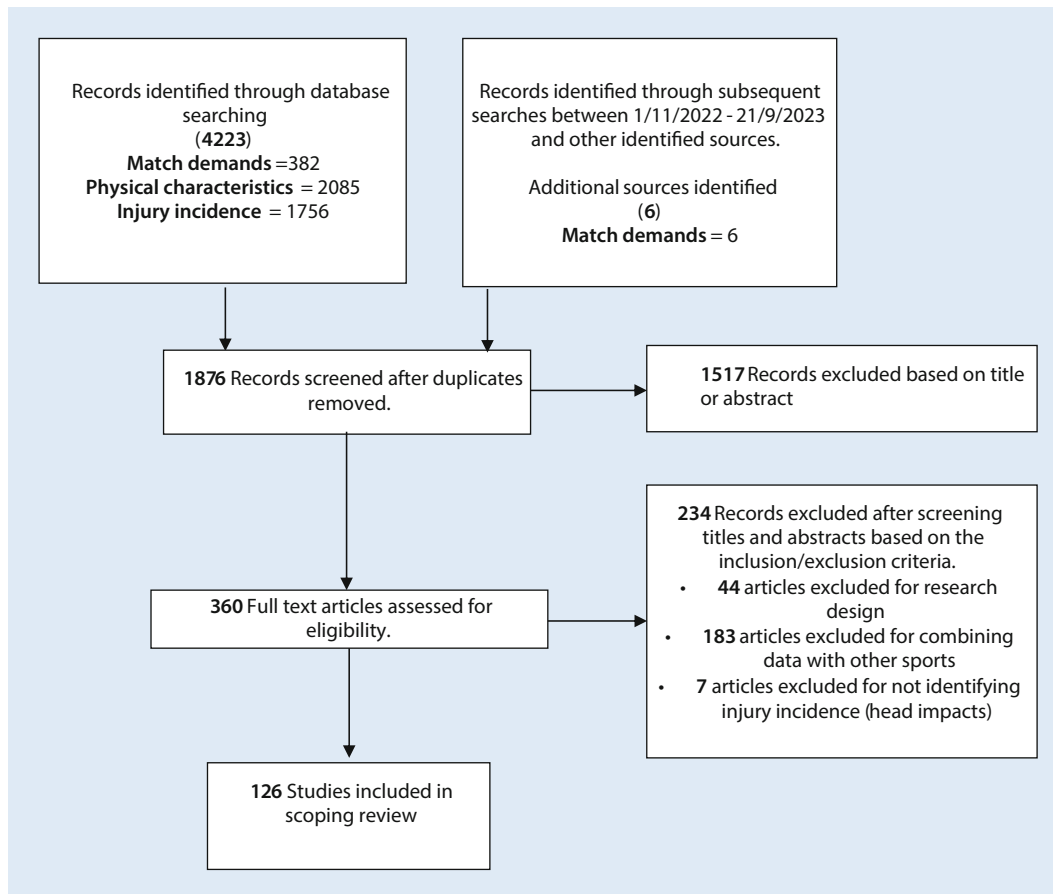 Records identified through database
searching
(4223)
Match demands =382
Physical characteristics = 2085
Injury incidence = 1756
Records identified through subsequent
searches between 1/11/2022 - 21/9/2023
and other identified sources.
Additional sources identified
(6)
Match demands = 6
1876 Records screened after duplicates
removed.
1517 Records excluded based on title
or abstract
234 Records excluded after screening
titles and abstracts based on the
inclusion/exclusion criteria.
• 44 articles excluded for research
design
• 183 articles excluded for combining
data with other sports
• 7 articles excluded for not identifying
injury incidence (head impacts)
360 Full text articles assessed for
eligibility.
126 Studies included in
scoping review